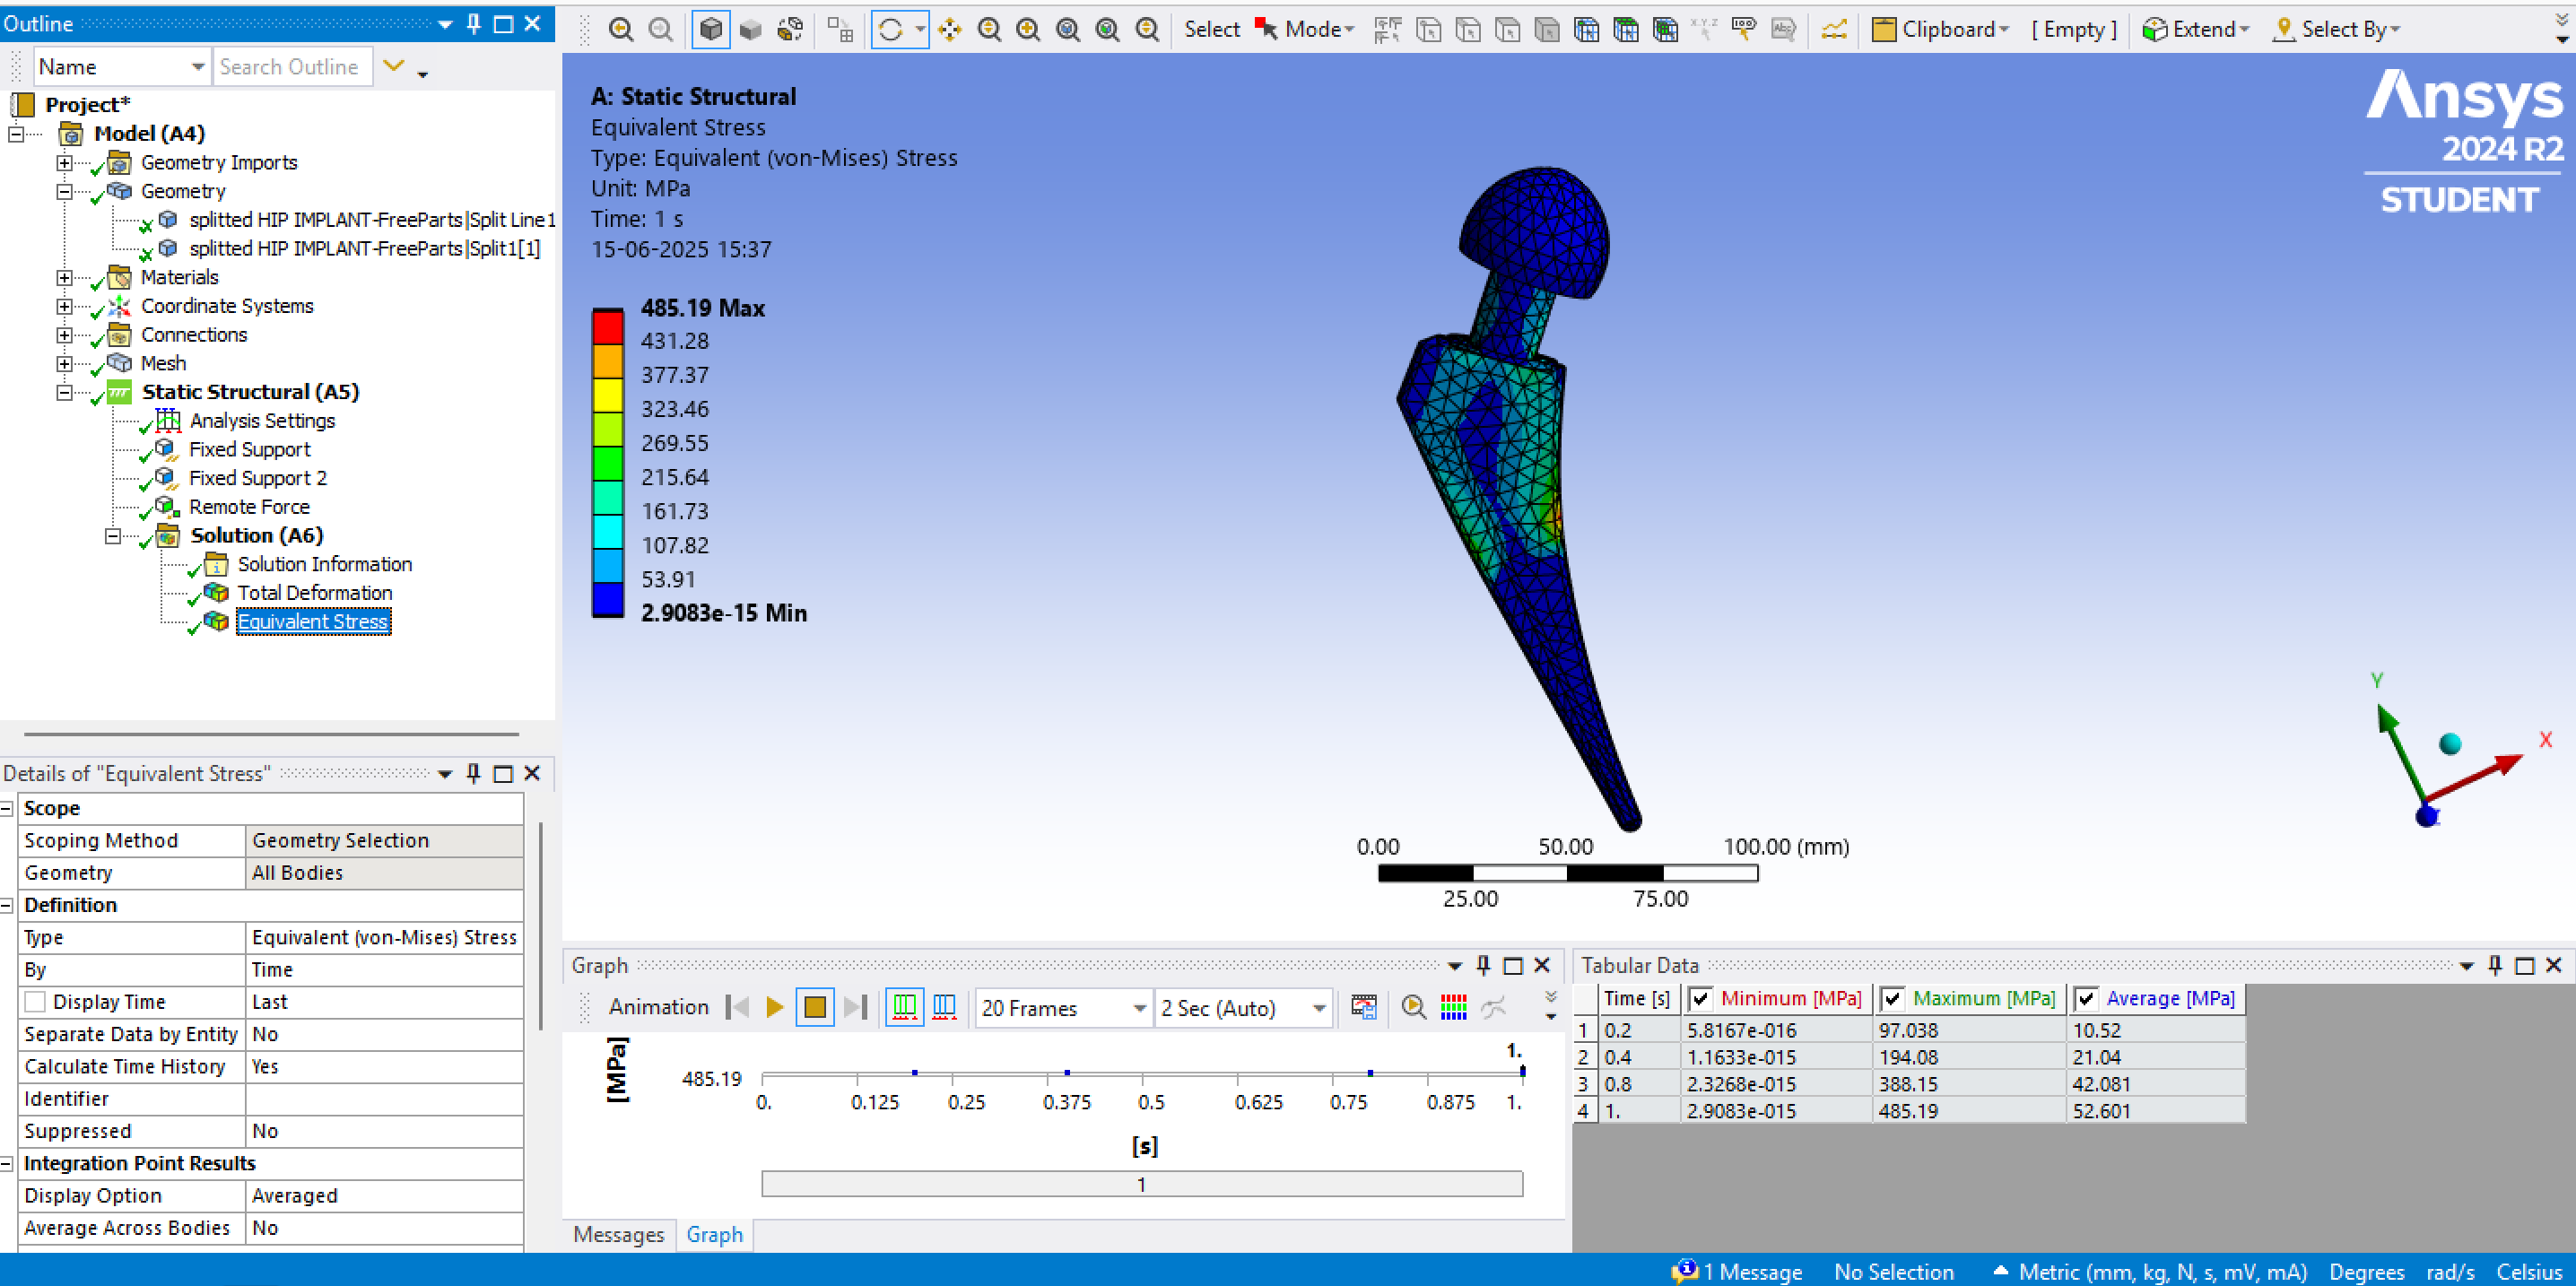 Outline
Name
Search Outline
Project*
Model (A4)
Geometry Imports
Geometry
splitted HIP IMPLANT-FreeParts|Split Line1
splitted HIP IMPLANT-FreeParts|Split1[1]
Materials
Coordinate Systems
Connections
Mesh
Static Structural (A5)
Analysis Settings
Fixed Support
Fixed Support 2
Remote Force
Solution (A6)
Solution Information
Total Deformation
Equivalent Stress
Details of "Equivalent Stress"
Scope
Scoping Method Geometry Selection
Geometry All Bodies
Definition
Type Equivalent (von-Mises) Stress
By Time
Display Time Last
Separate Data by Entity No
Calculate Time History Yes
Identifier
Suppressed No
Integration Point Results
Display Option Averaged
Average Across Bodies No
Select Mode Clipboard [ Empty ] Extend Select By
A: Static Structural
Equivalent Stress
Type: Equivalent (von-Mises) Stress
Unit: MPa
Time: 1 s
15-06-2025 15:37
485.19 Max
431.28
377.37
323.46
269.55
215.64
161.73
107.82
53.91
2.9083e-15 Min
Ansys
2024 R2
STUDENT
Y
X
0.00 50.00 100.00 (mm)
25.00 75.00
Graph
Animation 20 Frames 2 Sec (Auto)
[MPa]
1.
485.19
0. 0.125 0.25 0.375 0.5 0.625 0.75 0.875 1.
[s]
1
Messages Graph
Tabular Data
Time [s] Minimum [MPa] Maximum [MPa] Average [MPa]
1 0.2 5.8167e-016 97.038 10.52
2 0.4 1.1633e-015 194.08 21.04
3 0.8 2.3268e-015 388.15 42.081
4 1. 2.9083e-015 485.19 52.601
1 Message No Selection Metric (mm, kg, N, s, mV, mA) Degrees rad/s Celsius